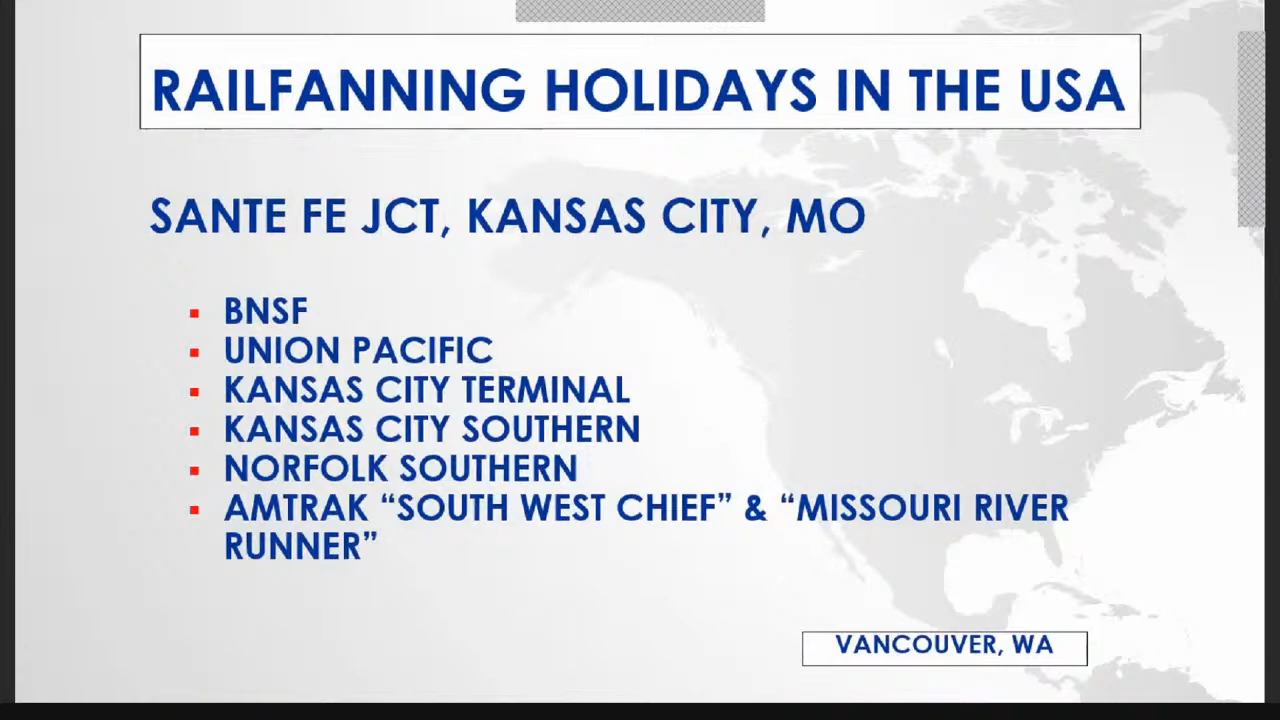 RAILFANNING HOLIDAYS IN THE USA
SANTE FE JCT, KANSAS CITY, MO
▪ BNSF
▪ UNION PACIFIC
▪ KANSAS CITY TERMINAL
▪ KANSAS CITY SOUTHERN
▪ NORFOLK SOUTHERN
▪ AMTRAK “SOUTH WEST CHIEF” & “MISSOURI RIVER
RUNNER”
VANCOUVER, WA